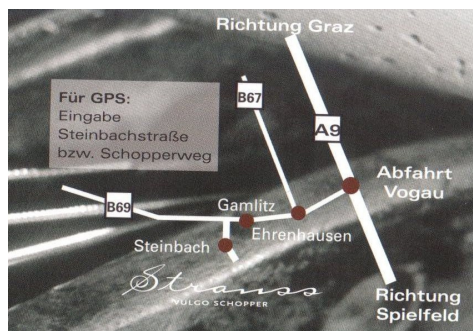 Richtung Graz
Für GPS:
Eingabe
Steinbachstraße
bzw. Schopperweg
B67
A9
Abfahrt
Vogau
B69
Gamlitz
Ehrenhausen
Steinbach
Strauss
VULGO SCHOPPER
Richtung
Spielfeld